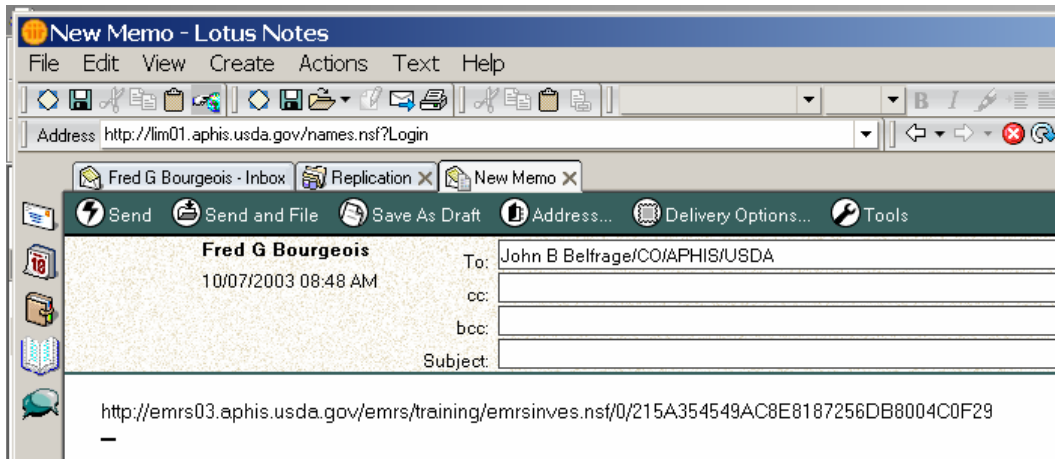 New Memo - Lotus Notes
File Edit View Create Actions Text Help
B I
Address http://lim01.aphis.usda.gov/names.nsf?Login
Fred G Bourgeois - Inbox Replication New Memo
Send Send and File Save As Draft Address... Delivery Options... Tools
Fred G Bourgeois To: John B Belfrage/CO/APHIS/USDA
10/07/2003 08:48 AM
cc:
bcc:
Subject:
http://emrs03.aphis.usda.gov/emrs/training/emrsinves.nsf/0/215A354549AC8E8187256DB8004C0F29